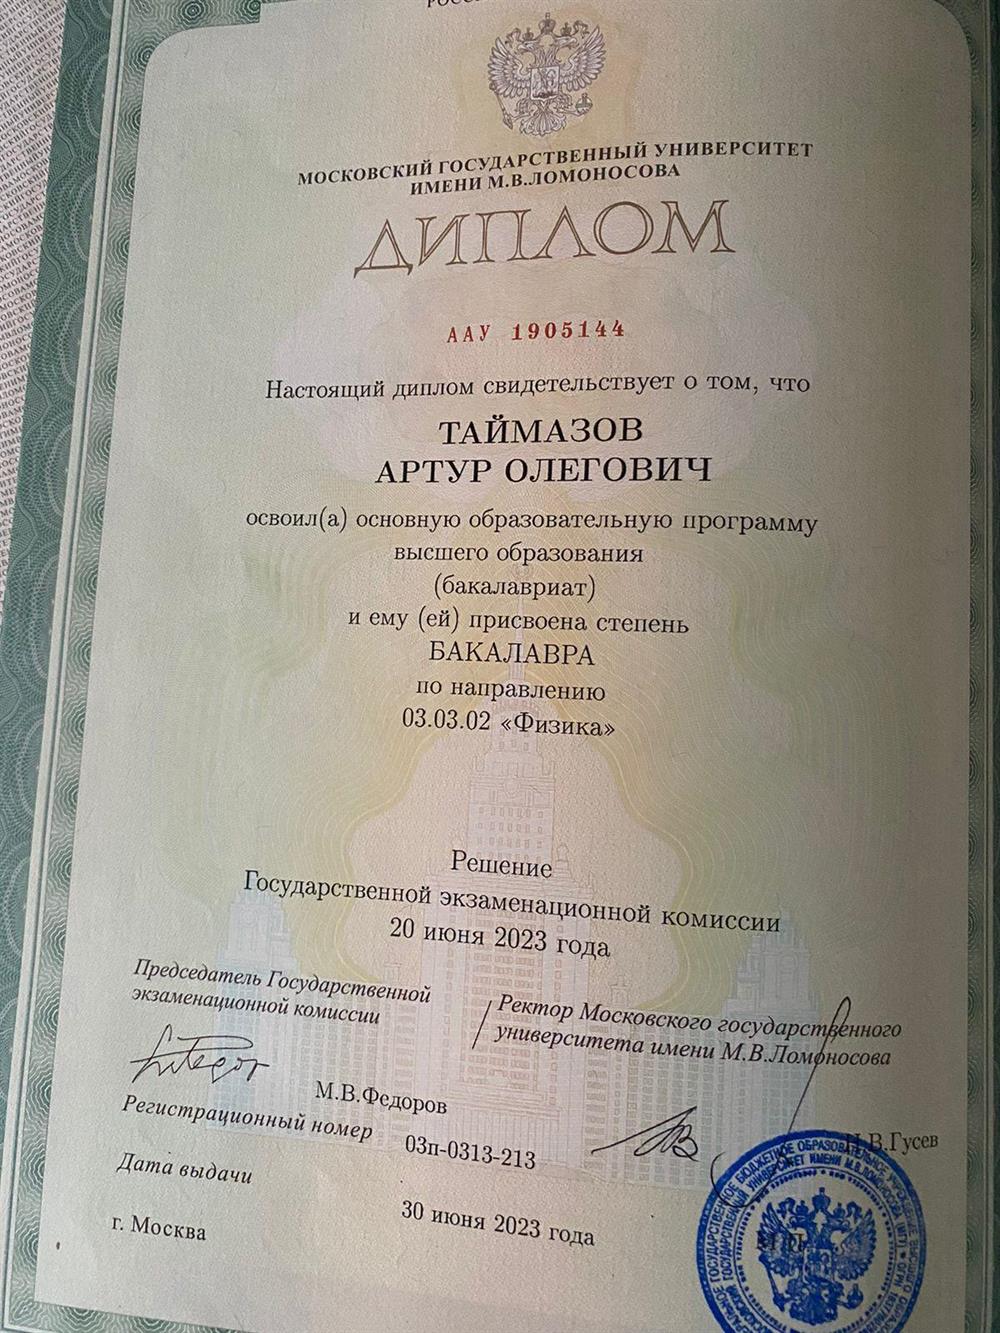 МОСКОВСКИЙ ГОСУДАРСТВЕННЫЙ УНИВЕРСИТЕТ
ИМЕНИ М.В.ЛОМОНОСОВА
ДИПЛОМ
ААУ 1905144
Настоящий диплом свидетельствует о том, что
ТАЙМАЗОВ
АРТУР ОЛЕГОВИЧ
освоил(а) основную образовательную программу
высшего образования
(бакалавриат)
и ему (ей) присвоена степень
БАКАЛАВРА
по направлению
03.03.02 «Физика»
Решение
Государственной экзаменационной комиссии
20 июня 2023 года
Председатель Государственной
экзаменационной комиссии
Ректор Московского государственного
университета имени М.В.Ломоносова
М.В.Федоров
В.Гусев
Регистрационный номер
03п-0313-213
Дата выдачи
30 июня 2023 года
г. Москва